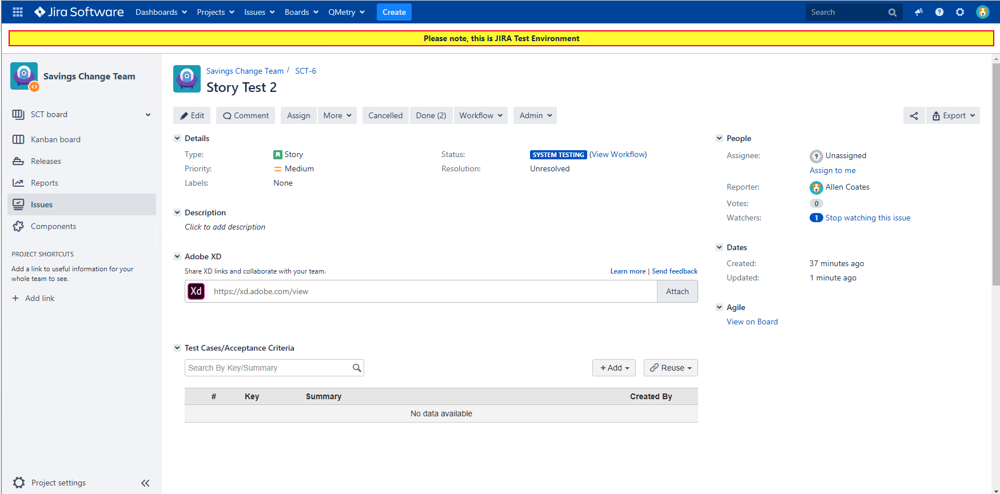 Jira Software Dashboards Projects Issues Boards QMetry Create Search
Please note, this is JIRA Test Environment
Savings Change Team
SCT board
Kanban board
Releases
Reports
Issues
Components
PROJECT SHORTCUTS
Add a link to useful information for your
whole team to see.
+ Add link
Project settings
Savings Change Team / SCT-6
Story Test 2
Edit Comment Assign More Cancelled Done (2) Workflow Admin Export
Details
Type: Story Status: SYSTEM TESTING (View Workflow)
Priority: Medium Resolution: Unresolved
Labels: None
Description
Click to add description
Adobe XD
Share XD links and collaborate with your team. Learn more | Send feedback
Xd https://xd.adobe.com/view Attach
Test Cases/Acceptance Criteria
Search By Key/Summary + Add Reuse
# Key Summary Created By
No data available
People
Assignee: ? Unassigned
Assign to me
Reporter: Allen Coates
Votes: 0
Watchers: 1 Stop watching this issue
Dates
Created: 37 minutes ago
Updated: 1 minute ago
Agile
View on Board